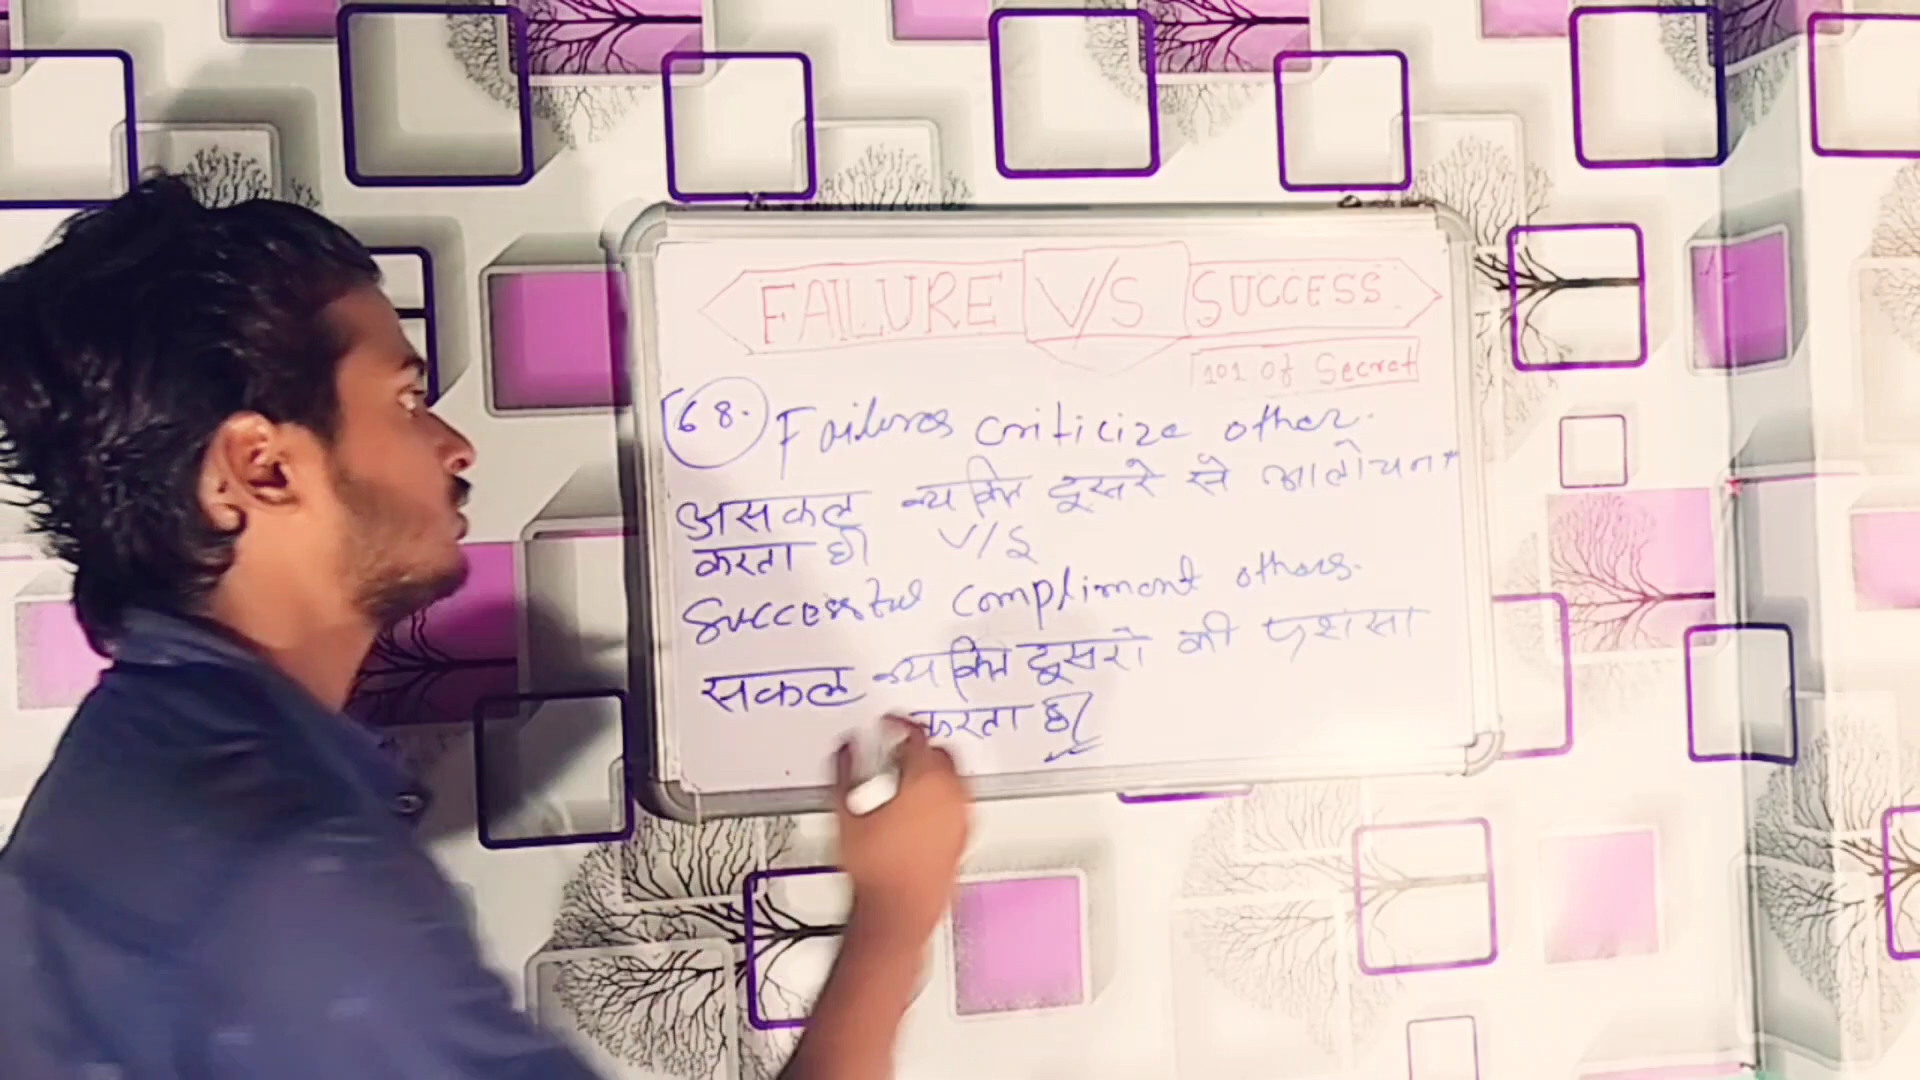 FAILURE V/S SUCCESS
101 of Secret
68. Failures criticize other.
असफल व्यक्ति दूसरे से आलोचना
करता है। V/S
Successful compliment others.
सफल व्यक्ति दूसरो की प्रशंसा
करता है।